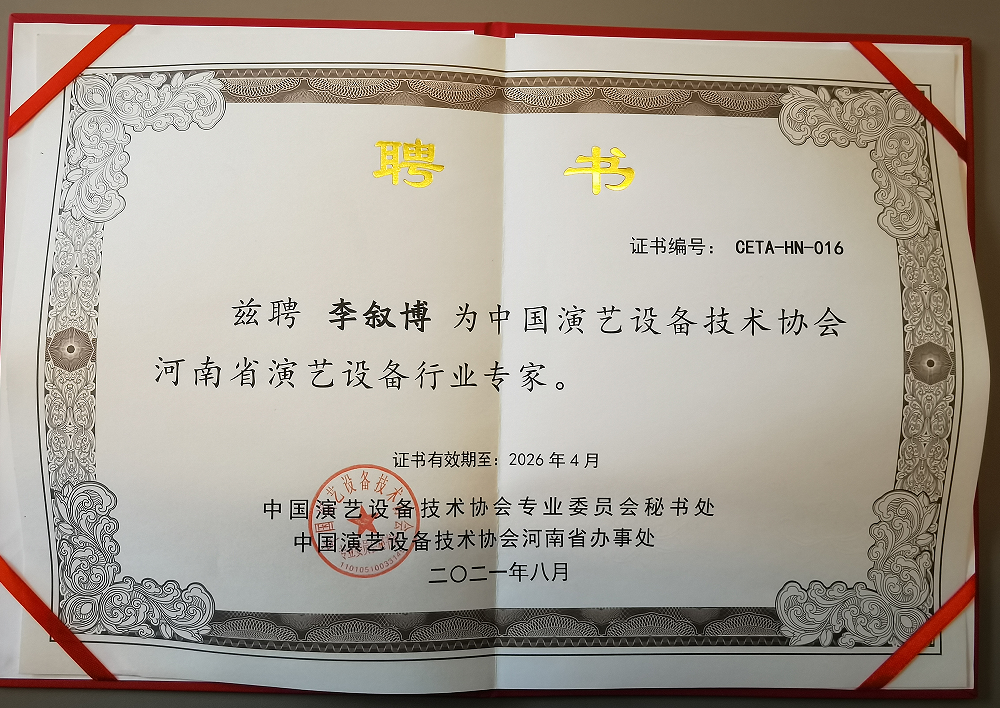 聘 书
证书编号： CETA-HN-016
兹聘 李叙博 为中国演艺设备技术协会
河南省演艺设备行业专家。
证书有效期至：2026年4月
中国演艺设备技术协会专业委员会秘书处
中国演艺设备技术协会河南省办事处
二〇二一年八月